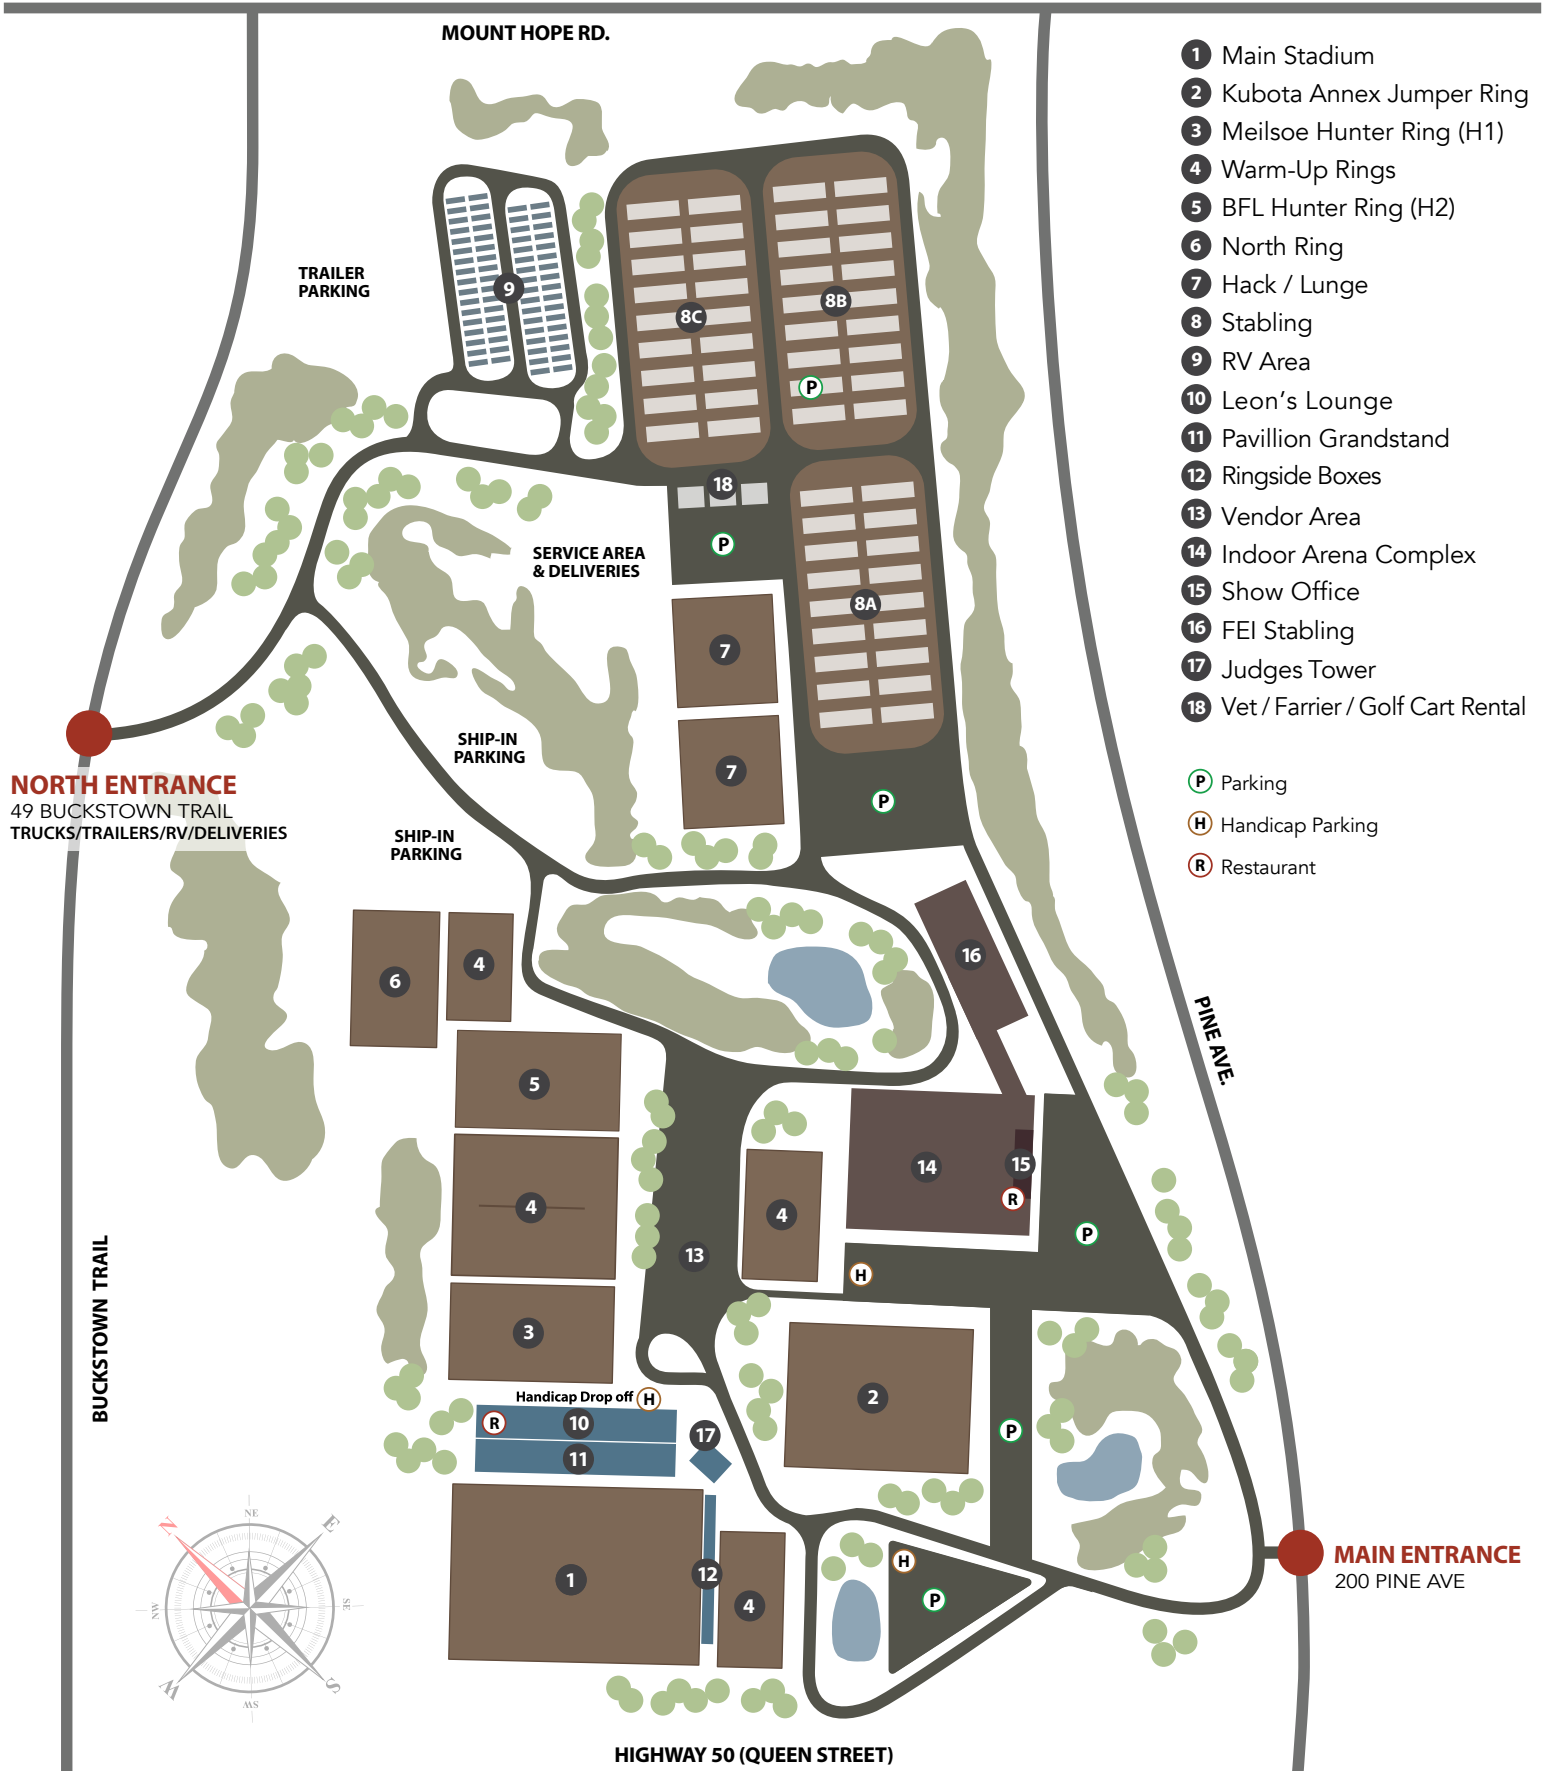 MOUNT HOPE RD.
1 Main Stadium
2 Kubota Annex Jumper Ring
3 Meilsoe Hunter Ring (H1)
4 Warm-Up Rings
5 BFL Hunter Ring (H2)
6 North Ring
7 Hack / Lunge
8 Stabling
9 RV Area
10 Leon's Lounge
11 Pavillion Grandstand
12 Ringside Boxes
13 Vendor Area
14 Indoor Arena Complex
15 Show Office
16 FEI Stabling
17 Judges Tower
18 Vet / Farrier / Golf Cart Rental
P Parking
H Handicap Parking
R Restaurant
TRAILER
PARKING
9
8C
8B
P
18
P
SERVICE AREA
& DELIVERIES
8A
7
7
P
SHIP-IN
PARKING
NORTH ENTRANCE
49 BUCKSTOWN TRAIL
TRUCKS/TRAILERS/RV/DELIVERIES
SHIP-IN
PARKING
6
4
16
PINE AVE.
5
14
15
R
4
4
13
P
H
3
2
BUCKSTOWN TRAIL
Handicap Drop off H
R
10
11
17
P
1
12
4
H
P
MAIN ENTRANCE
200 PINE AVE
N
NE
E
SE
S
SW
W
NW
HIGHWAY 50 (QUEEN STREET)